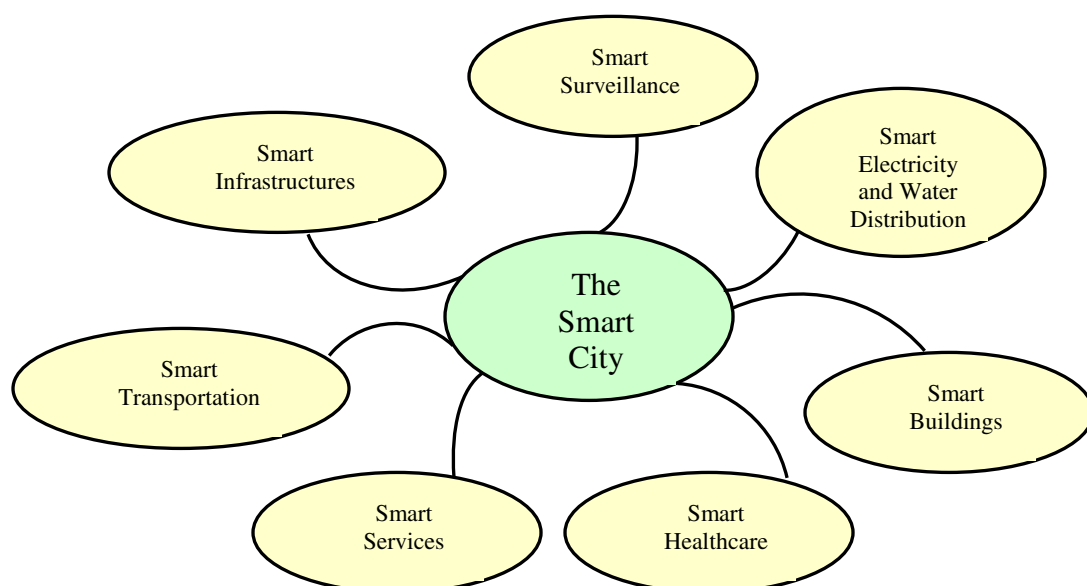 Smart
Surveillance
Smart
Infrastructures
Smart
Electricity
and Water
Distribution
The
Smart
City
Smart
Transportation
Smart
Buildings
Smart
Services
Smart
Healthcare